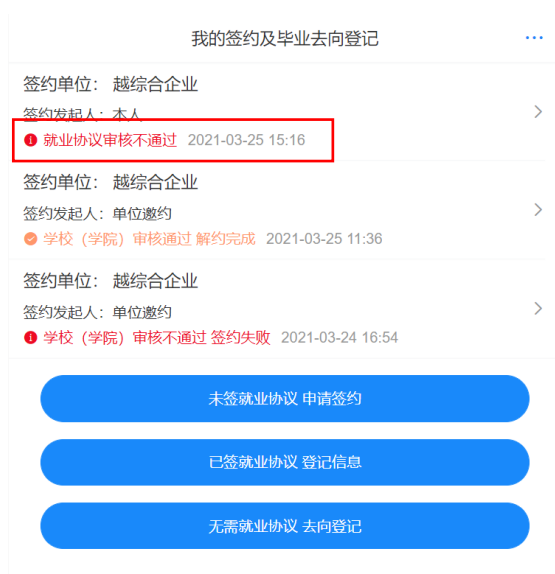 我的签约及毕业去向登记
签约单位： 越综合企业
签约发起人：本人
就业协议审核不通过 2021-03-25 15:16
签约单位： 越综合企业
签约发起人：单位邀约
学校（学院）审核通过 解约完成 2021-03-25 11:36
签约单位： 越综合企业
签约发起人：单位邀约
学校（学院）审核不通过 签约失败 2021-03-24 16:54
未签就业协议 申请签约
已签就业协议 登记信息
无需就业协议 去向登记